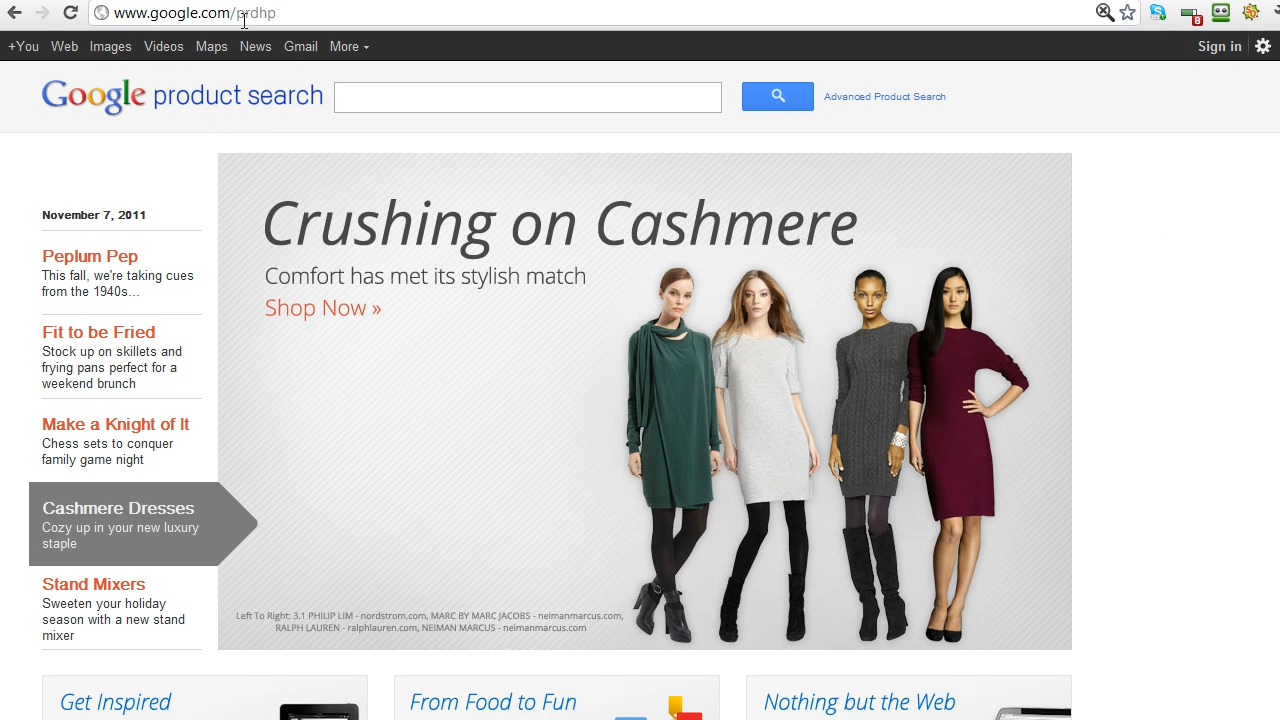 www.google.com/prdhp
8
+You Web Images Videos Maps News Gmail More
Sign in
Google product search
Advanced Product Search
November 7, 2011
Peplum Pep
This fall, we're taking cues
from the 1940s...
Fit to be Fried
Stock up on skillets and
frying pans perfect for a
weekend brunch
Make a Knight of It
Chess sets to conquer
family game night
Cashmere Dresses
Cozy up in your new luxury
staple
Stand Mixers
Sweeten your holiday
season with a new stand
mixer
Crushing on Cashmere
Comfort has met its stylish match
Shop Now »
Left To Right: 3.1 PHILIP LIM - nordstrom.com, MARC BY MARC JACOBS - neimanmarcus.com,
RALPH LAUREN - ralphlauren.com, NEIMAN MARCUS - neimanmarcus.com
Get Inspired
From Food to Fun
Nothing but the Web